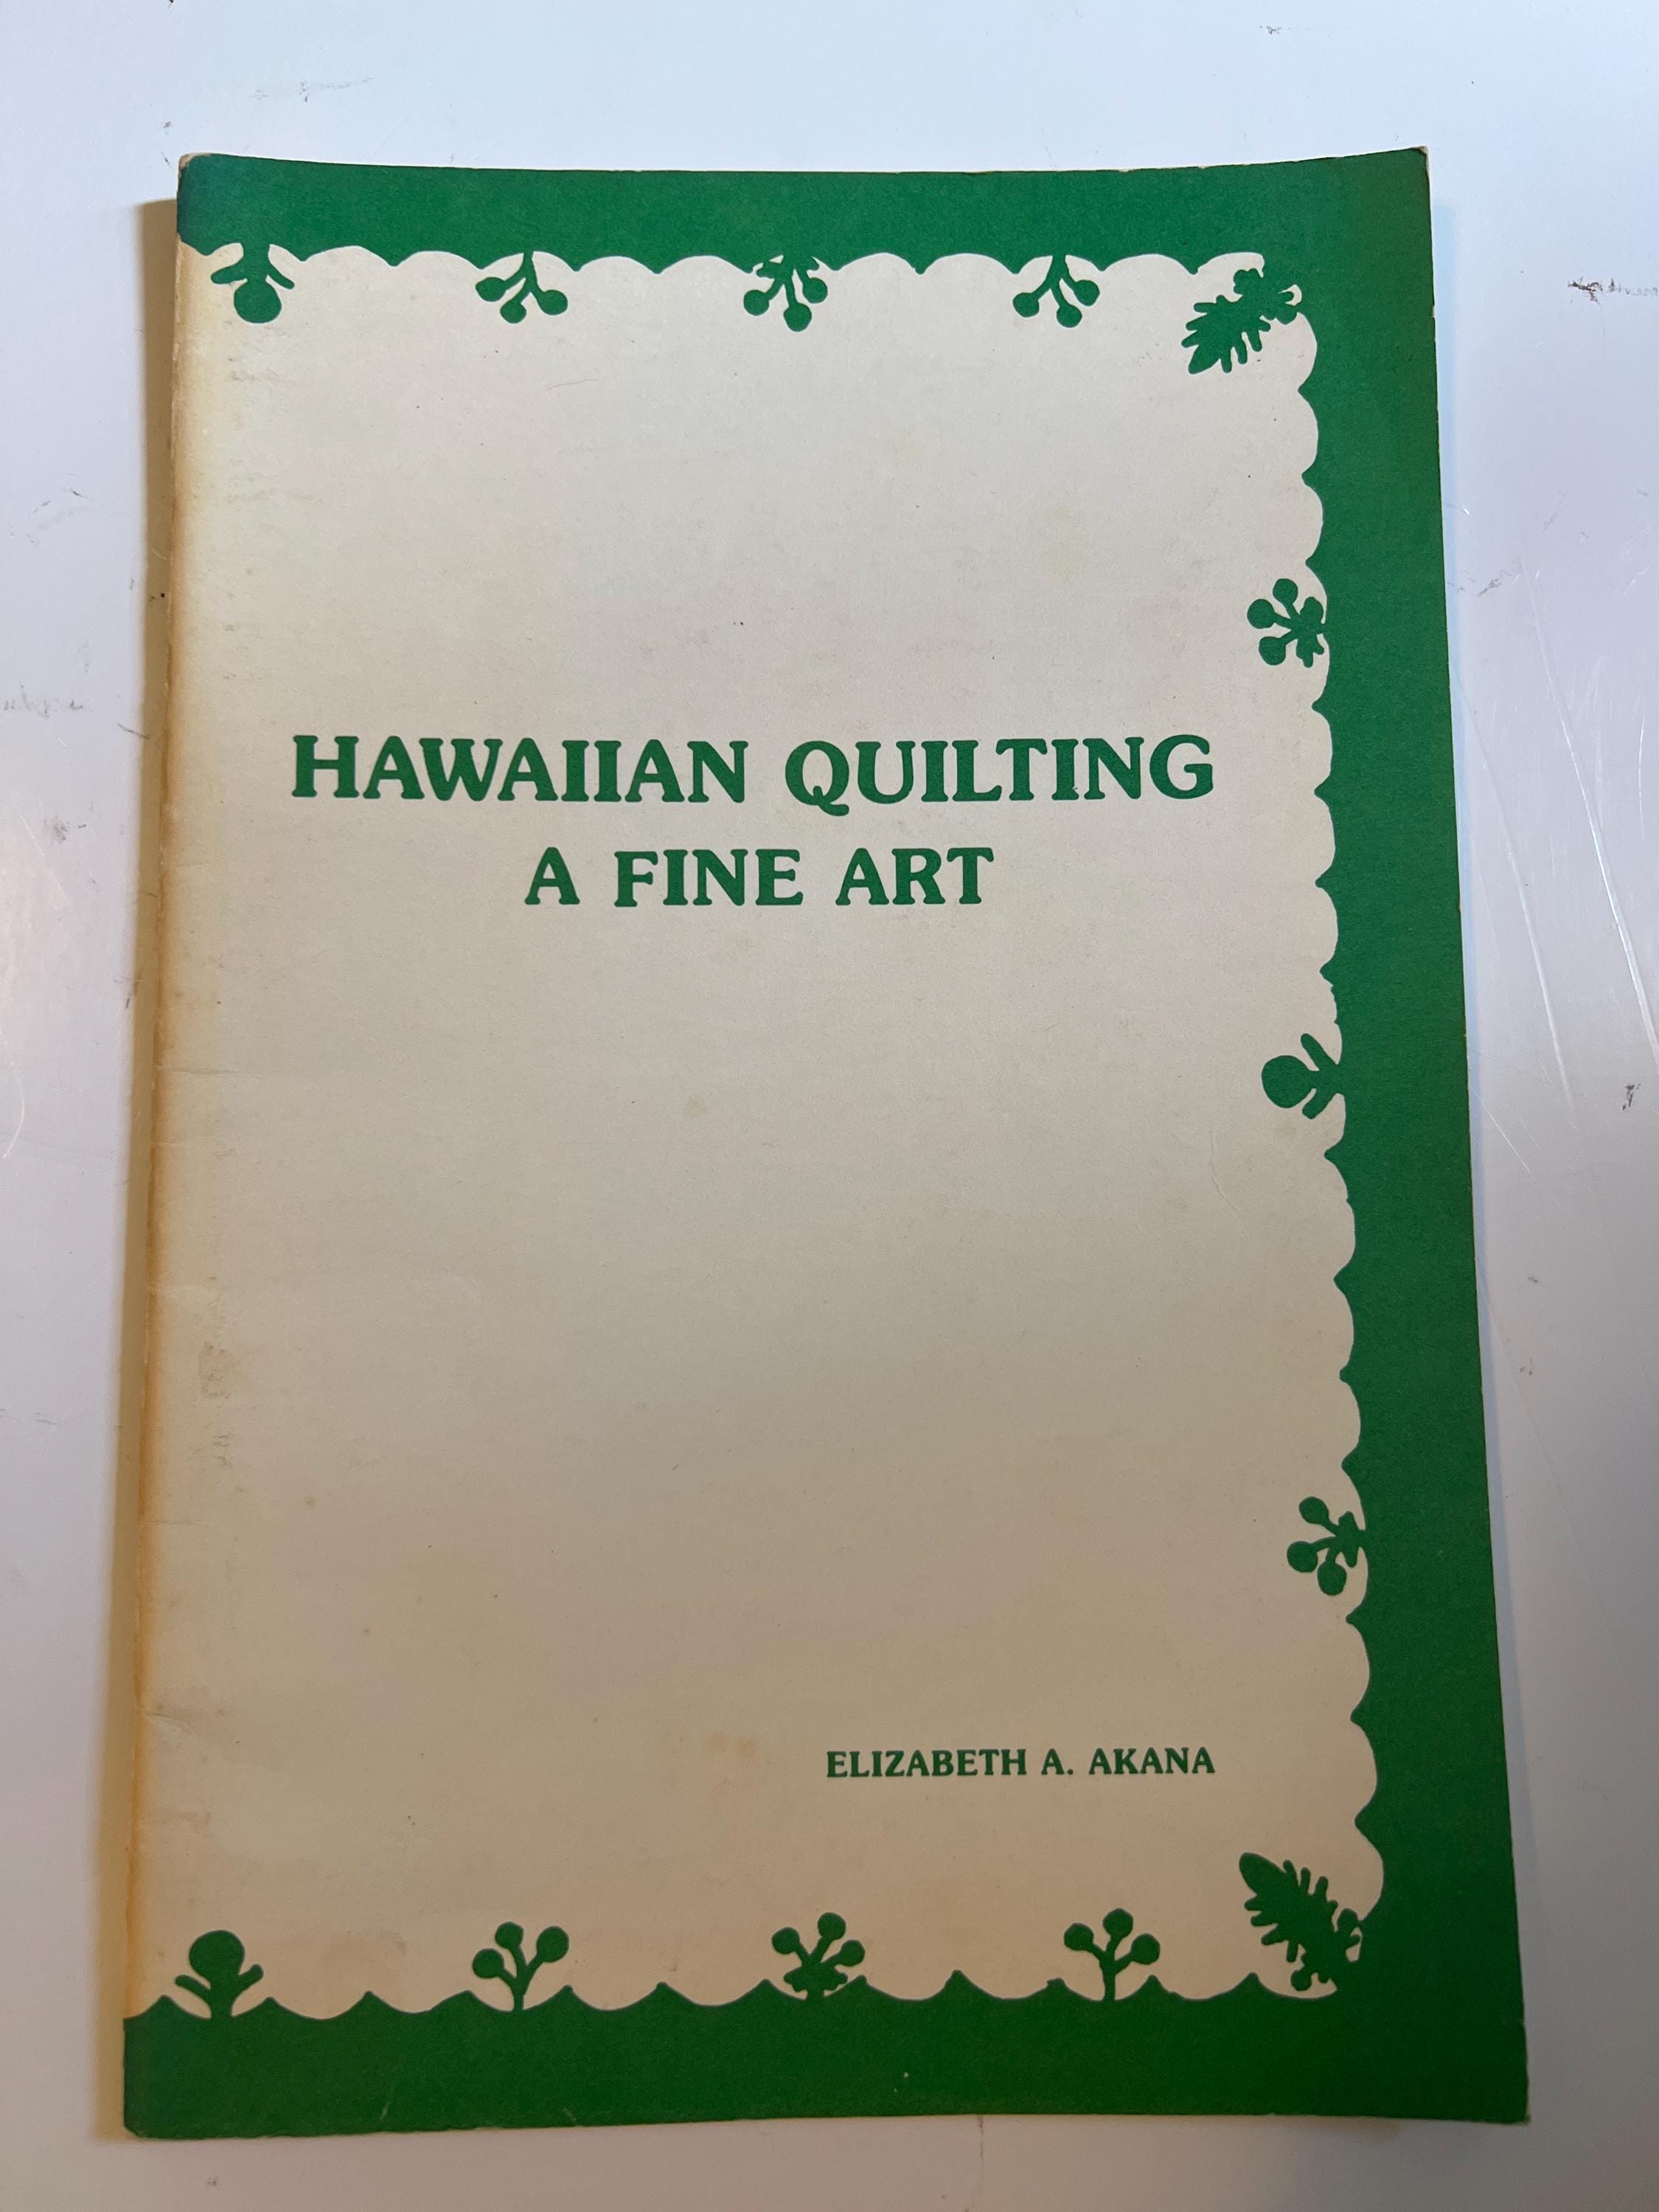 HAWAIIAN QUILTING
A FINE ART
ELIZABETH A. AKANA